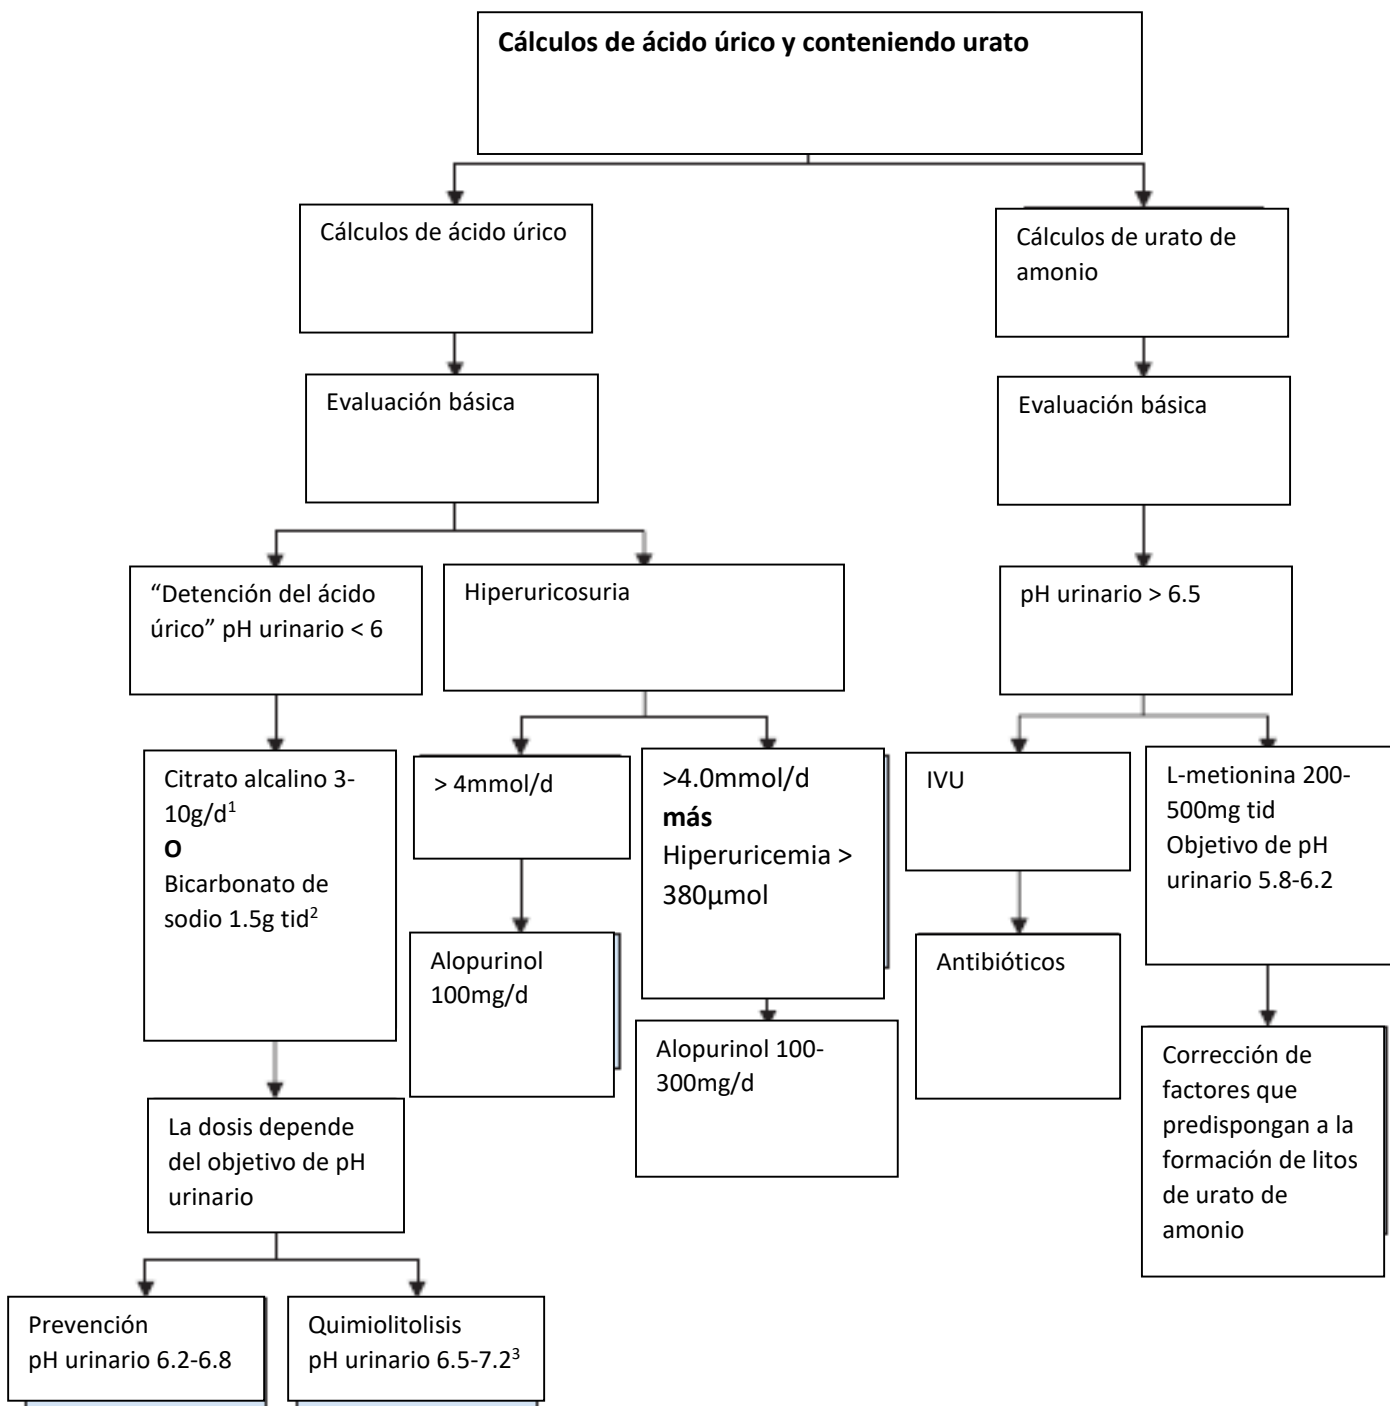 Cálculos de ácido úrico y conteniendo urato
Cálculos de ácido úrico
Cálculos de urato de
amonio
Evaluación básica
Evaluación básica
“Detención del ácido
úrico” pH urinario < 6
Hiperuricosuria
pH urinario > 6.5
Citrato alcalino 3-
10g/d¹
O
Bicarbonato de
sodio 1.5g tid²
> 4mmol/d
>4.0mmol/d
más
Hiperuricemia >
380µmol
IVU
L-metionina 200-
500mg tid
Objetivo de pH
urinario 5.8-6.2
Alopurinol
100mg/d
Alopurinol 100-
300mg/d
Antibióticos
Corrección de
factores que
predispongan a la
formación de litos
de urato de
amonio
La dosis depende
del objetivo de pH
urinario
Prevención
pH urinario 6.2-6.8
Quimiolitolisis
pH urinario 6.5-7.2³